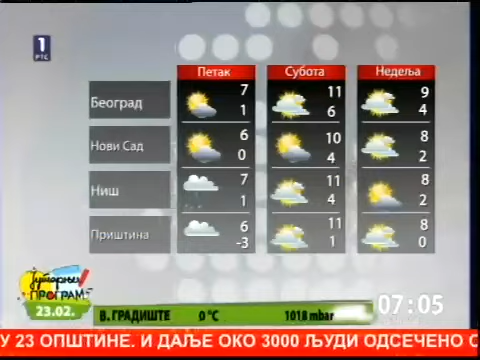 1
РТС
Петак Субота Недеља
Београд 7 1 11 6 9 4
Нови Сад 6 0 10 4 8 2
Ниш 7 1 11 4 8 2
Приштина 6 -3 11 1 8 0
Јутарњи
ПРОГРАМ
23.02.
В. ГРАДИШТЕ 0 °C 1018 mbar 07:05
У 23 ОПШТИНЕ. И ДАЉЕ ОКО 3000 ЉУДИ ОДСЕЧЕНО